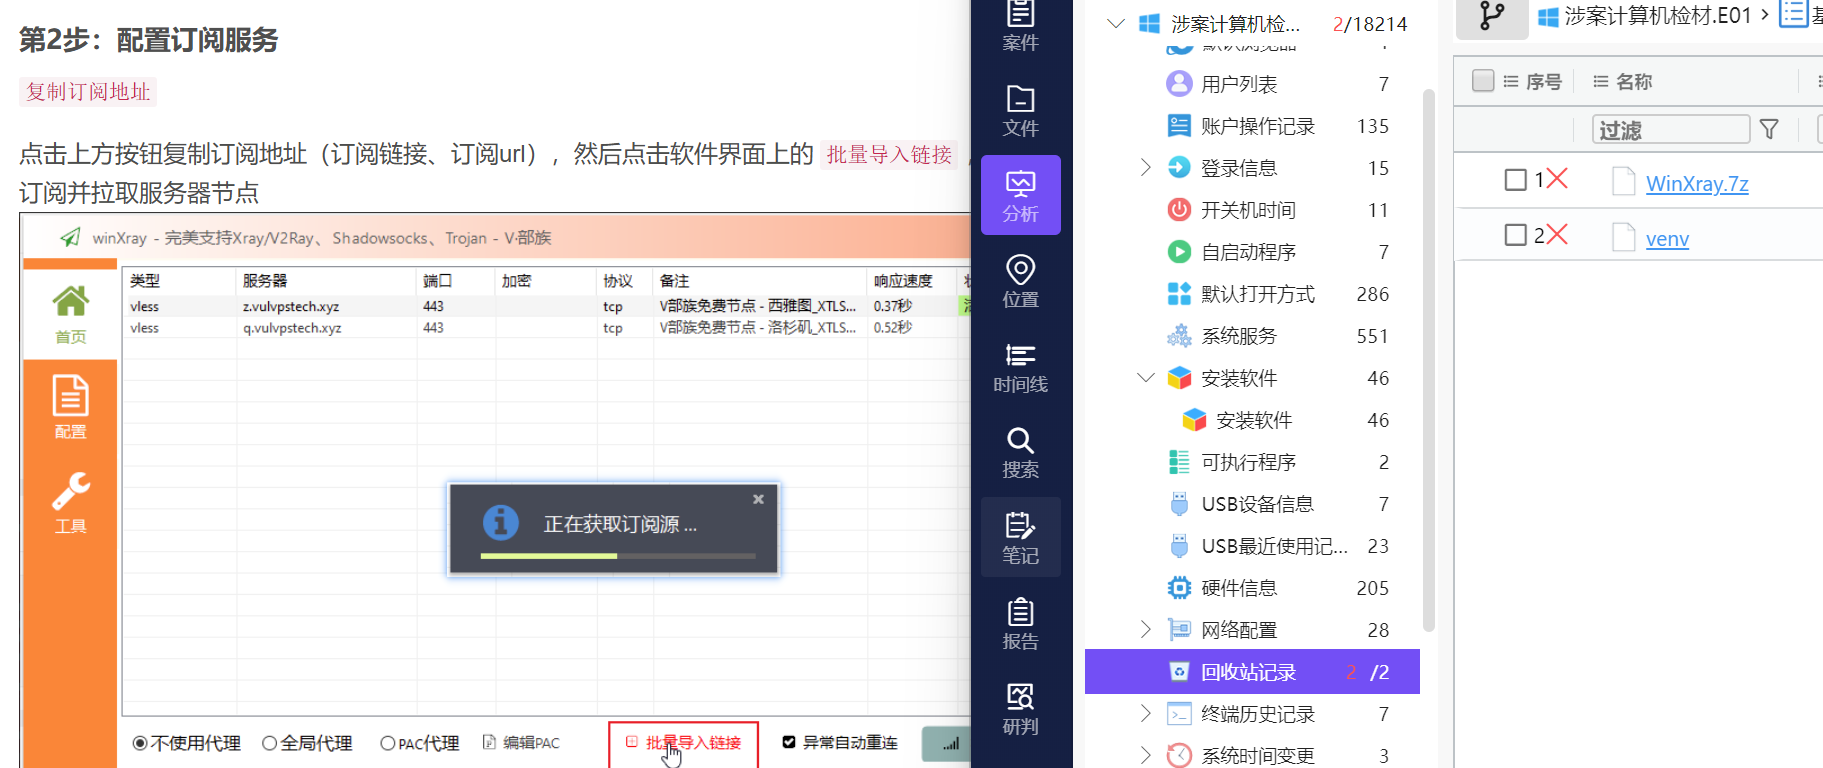 第2步：配置订阅服务
复制订阅地址
点击上方按钮复制订阅地址（订阅链接、订阅url），然后点击软件界面上的 批量导入链接
订阅并拉取服务器节点
winXray - 完美支持Xray/V2Ray、Shadowsocks、Trojan - V·部族
首页
配置
工具
类型 服务器 端口 加密 协议 备注 响应速度
vless z.vulvpstech.xyz 443 tcp V部族免费节点 - 西雅图_XTLS... 0.37秒
vless q.vulvpstech.xyz 443 tcp V部族免费节点 - 洛杉矶_XTLS... 0.52秒
正在获取订阅源 ...
不使用代理 全局代理 PAC代理 编辑PAC 批量导入链接 异常自动重连
案件
文件
分析
位置
时间线
搜索
笔记
报告
研判
涉案计算机检... 2/18214
默认浏览器 1
用户列表 7
账户操作记录 135
登录信息 15
开关机时间 11
自启动程序 7
默认打开方式 286
系统服务 551
安装软件 46
安装软件 46
可执行程序 2
USB设备信息 7
USB最近使用记... 23
硬件信息 205
网络配置 28
回收站记录 2 /2
终端历史记录 7
系统时间变更 3
涉案计算机检材.E01 ›
序号 名称
过滤
1 WinXray.7z
2 venv